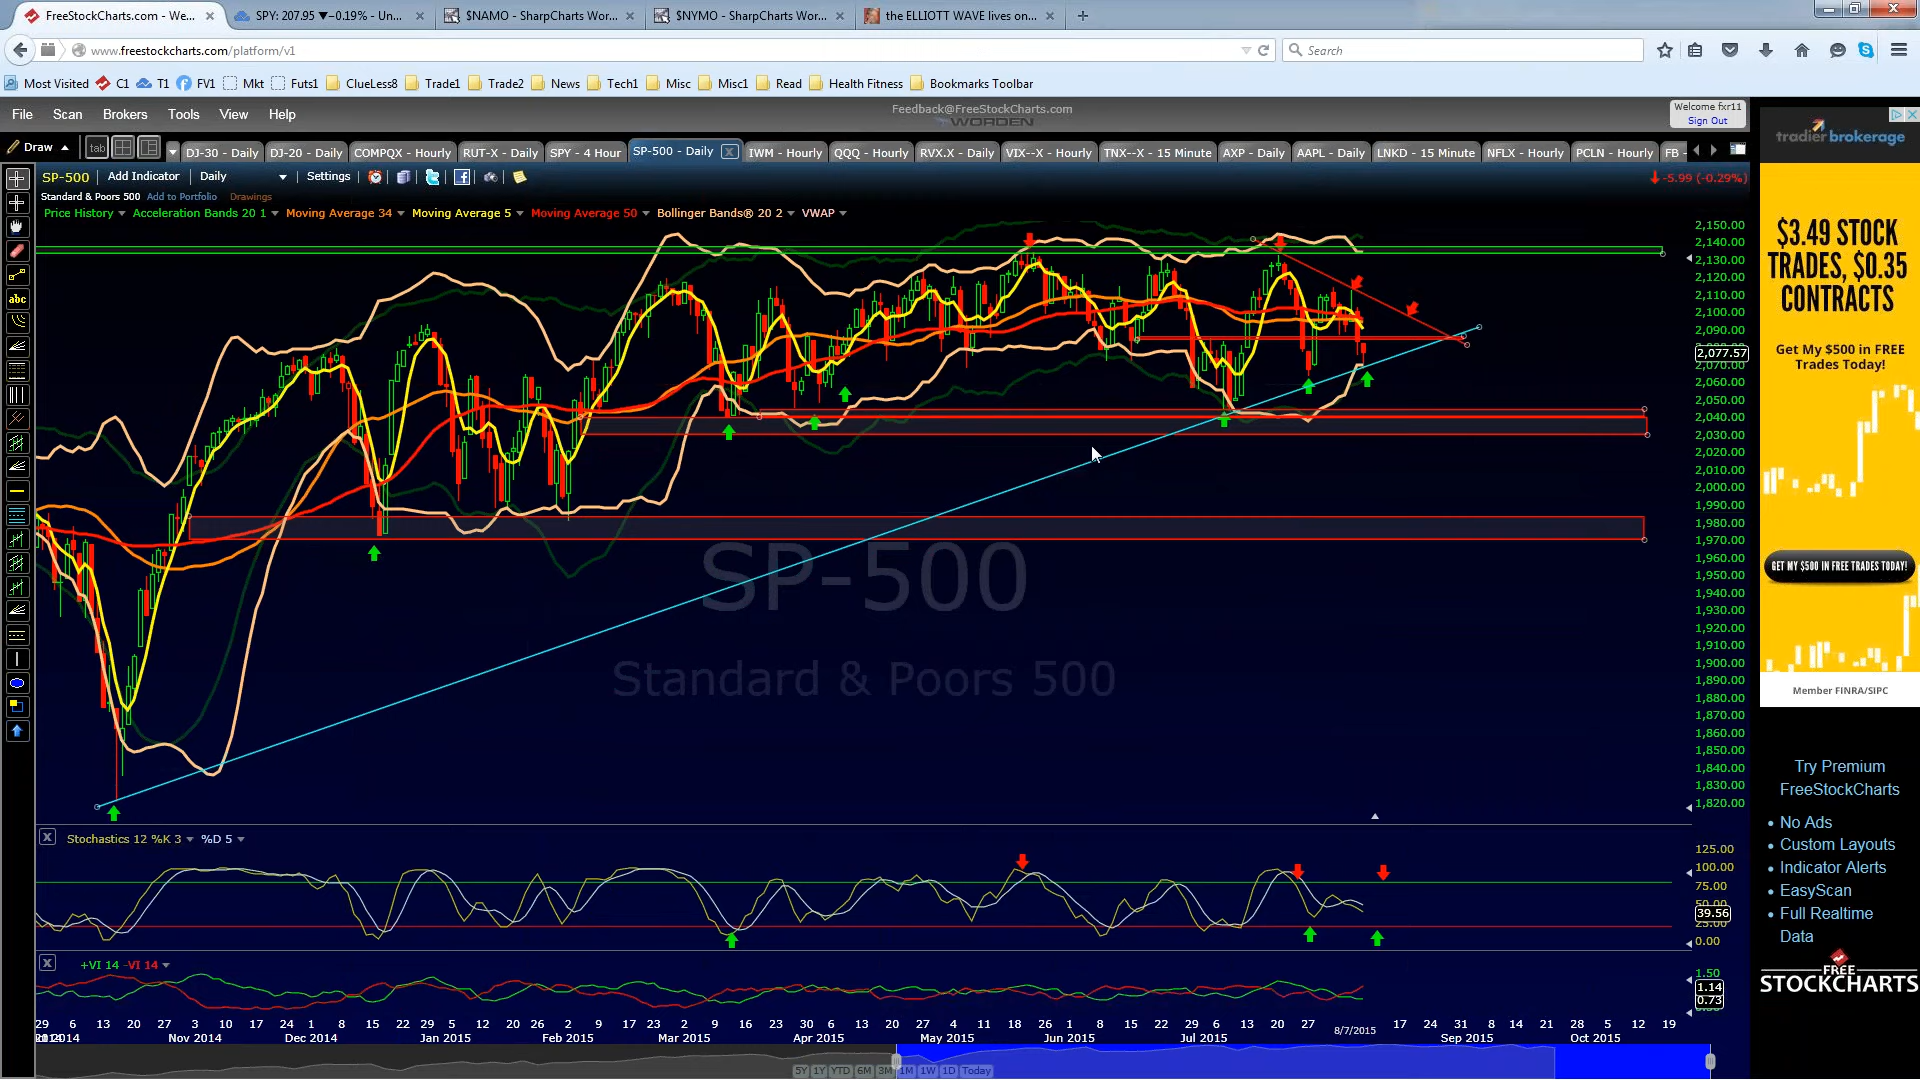 FreeStockCharts.com - We...
SPY: 207.95 ▼−0.19% - Un...
$NAMO - SharpCharts Wor...
$NYMO - SharpCharts Wor...
the ELLIOTT WAVE lives on...
www.freestockcharts.com/platform/v1
Search
Most Visited C1 T1 FV1 Mkt Futs1 ClueLess8 Trade1 Trade2 News Tech1 Misc Misc1 Read Health Fitness Bookmarks Toolbar
File Scan Brokers Tools View Help
Feedback@FreeStockCharts.com
WORDEN
Welcome fxr11
Sign Out
Draw tab DJ-30 - Daily DJ-20 - Daily COMPQX - Hourly RUT-X - Daily SPY - 4 Hour SP-500 - Daily X IWM - Hourly QQQ - Hourly RVX.X - Daily VIX--X - Hourly TNX--X - 15 Minute AXP - Daily AAPL - Daily LNKD - 15 Minute NFLX - Hourly PCLN - Hourly FB -
SP-500 Add Indicator Daily Settings
-5.99 (-0.29%)
Standard & Poors 500 Add to Portfolio Drawings
Price History Acceleration Bands 20 1 Moving Average 34 Moving Average 5 Moving Average 50 Bollinger Bands® 20 2 VWAP
abc
2,150.00
2,140.00
2,130.00
2,120.00
2,110.00
2,100.00
2,090.00
2,077.57
2,070.00
2,060.00
2,050.00
2,040.00
2,030.00
2,020.00
2,010.00
2,000.00
1,990.00
1,980.00
1,970.00
1,960.00
1,950.00
1,940.00
1,930.00
1,920.00
1,910.00
1,900.00
1,890.00
1,880.00
1,870.00
1,860.00
1,850.00
1,840.00
1,830.00
1,820.00
SP-500
Standard & Poors 500
X Stochastics 12 %K 3 %D 5
125.00
100.00
75.00
50.00
39.56
25.00
0.00
X +VI 14 -VI 14
1.50
1.14
0.73
29 6 13 20 27 3 10 17 24 1 8 15 22 29 5 12 20 26 2 9 17 23 2 9 16 23 30 6 13 20 27 4 11 18 26 1 8 15 22 29 6 13 20 27 8/7/2015 17 24 31 8 14 21 28 5 12 19
2014 Nov 2014 Dec 2014 Jan 2015 Feb 2015 Mar 2015 Apr 2015 May 2015 Jun 2015 Jul 2015 Sep 2015 Oct 2015
5Y 1Y YTD 6M 3M 1M 1W 1D Today
tradier brokerage
$3.49 STOCK
TRADES, $0.35
CONTRACTS
Get My $500 in FREE
Trades Today!
GET MY $500 IN FREE TRADES TODAY!
Member FINRA/SIPC
Try Premium
FreeStockCharts
• No Ads
• Custom Layouts
• Indicator Alerts
• EasyScan
• Full Realtime
Data
FREE
STOCKCHARTS